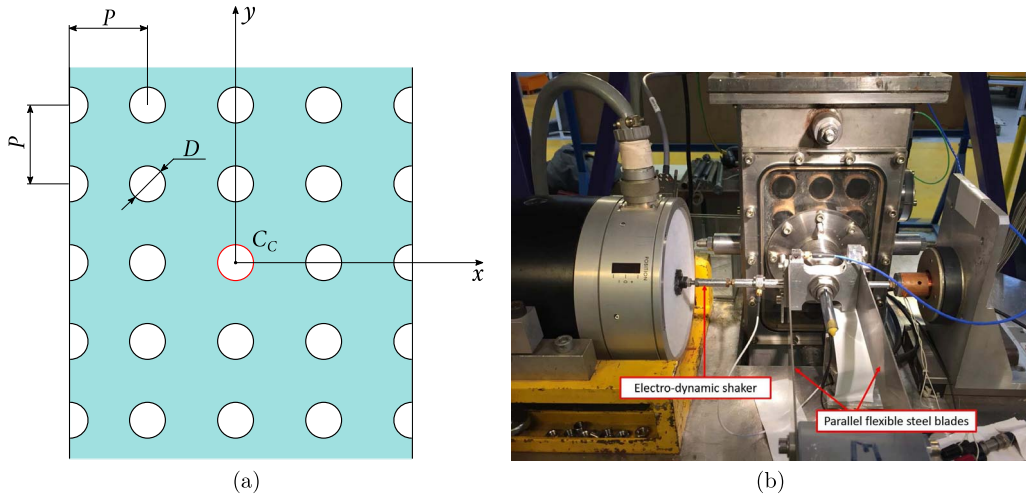 P
y
P
D
C_C
x
(a)
Electro-dynamic shaker
Parallel flexible steel blades
(b)